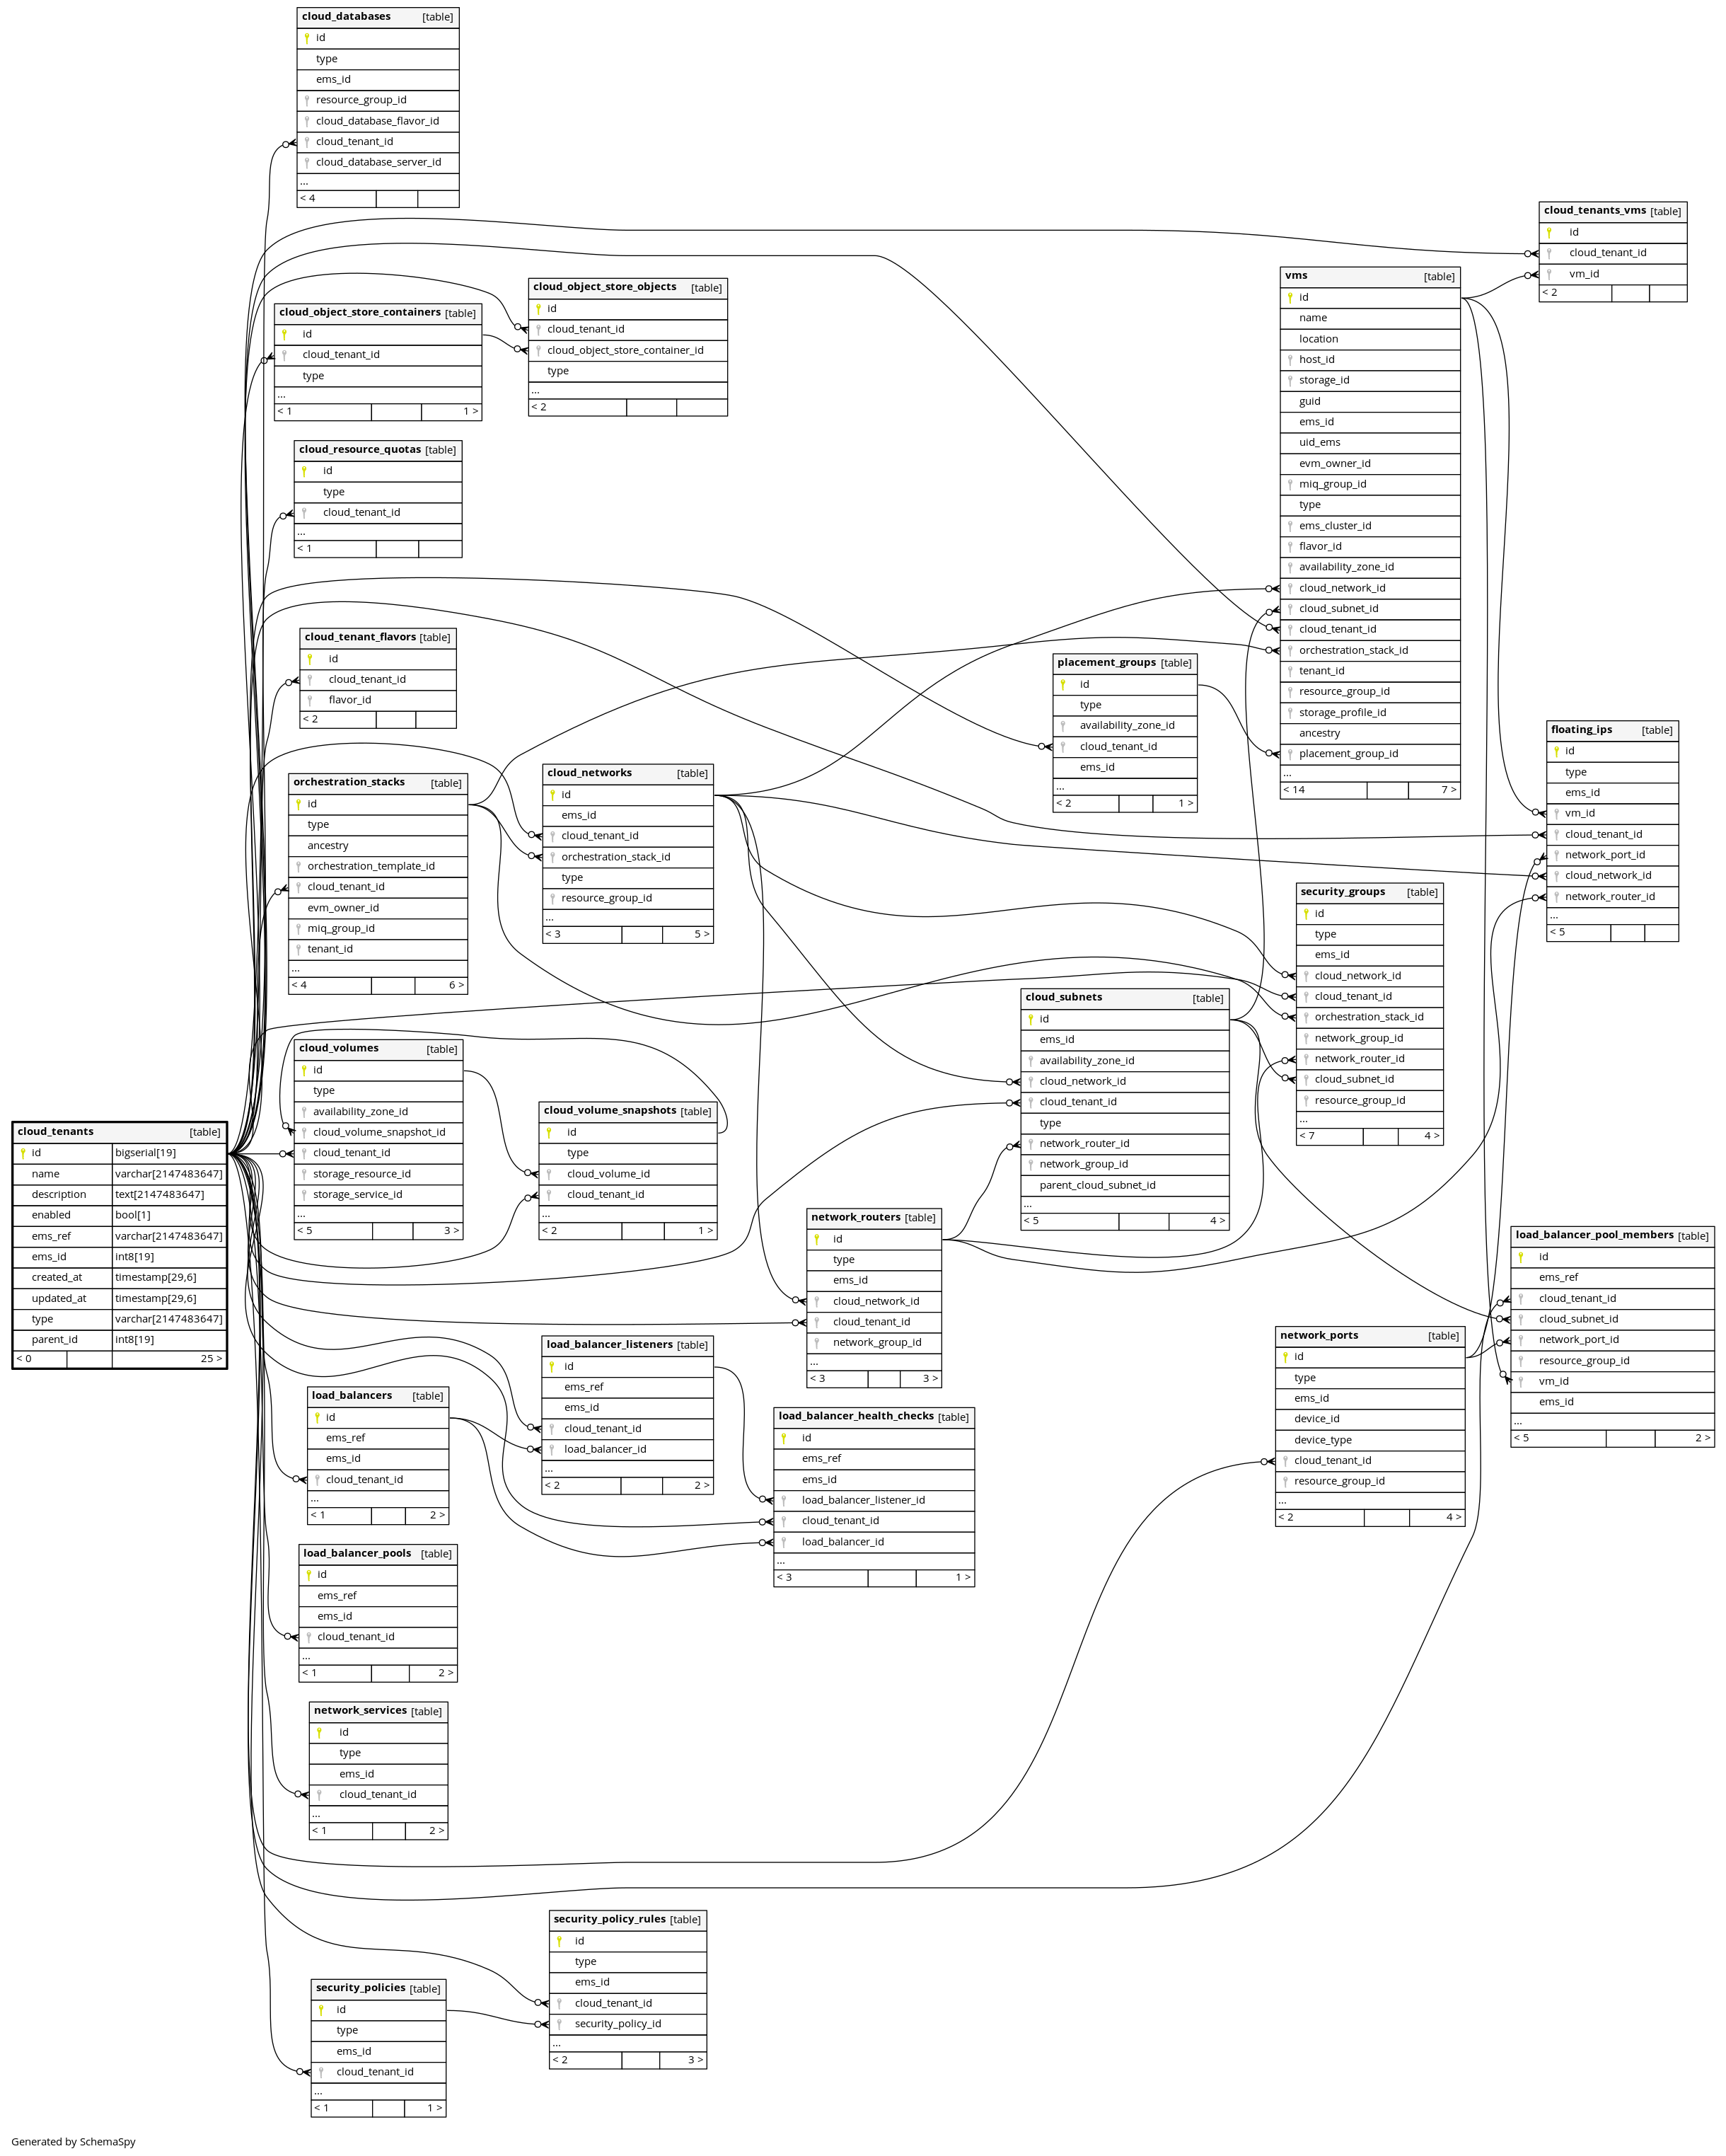 cloud_databases [table]
id
type
ems_id
resource_group_id
cloud_database_flavor_id
cloud_tenant_id
cloud_database_server_id
...
< 4
cloud_tenants_vms [table]
id
cloud_tenant_id
vm_id
< 2
vms [table]
id
name
location
host_id
storage_id
guid
ems_id
uid_ems
evm_owner_id
miq_group_id
type
ems_cluster_id
flavor_id
availability_zone_id
cloud_network_id
cloud_subnet_id
cloud_tenant_id
orchestration_stack_id
tenant_id
resource_group_id
storage_profile_id
ancestry
placement_group_id
...
< 14 7 >
cloud_object_store_objects [table]
id
cloud_tenant_id
cloud_object_store_container_id
type
...
< 2
cloud_object_store_containers [table]
id
cloud_tenant_id
type
...
< 1 1 >
cloud_resource_quotas [table]
id
type
cloud_tenant_id
...
< 1
cloud_tenant_flavors [table]
id
cloud_tenant_id
flavor_id
< 2
placement_groups [table]
id
type
availability_zone_id
cloud_tenant_id
ems_id
...
< 2 1 >
floating_ips [table]
id
type
ems_id
vm_id
cloud_tenant_id
network_port_id
cloud_network_id
network_router_id
...
< 5
orchestration_stacks [table]
id
type
ancestry
orchestration_template_id
cloud_tenant_id
evm_owner_id
miq_group_id
tenant_id
...
< 4 6 >
cloud_networks [table]
id
ems_id
cloud_tenant_id
orchestration_stack_id
type
resource_group_id
...
< 3 5 >
security_groups [table]
id
type
ems_id
cloud_network_id
cloud_tenant_id
orchestration_stack_id
network_group_id
network_router_id
cloud_subnet_id
resource_group_id
...
< 7 4 >
cloud_subnets [table]
id
ems_id
availability_zone_id
cloud_network_id
cloud_tenant_id
type
network_router_id
network_group_id
parent_cloud_subnet_id
...
< 5 4 >
cloud_volumes [table]
id
type
availability_zone_id
cloud_volume_snapshot_id
cloud_tenant_id
storage_resource_id
storage_service_id
...
< 5 3 >
cloud_volume_snapshots [table]
id
type
cloud_volume_id
cloud_tenant_id
...
< 2 1 >
cloud_tenants [table]
id bigserial[19]
name varchar[2147483647]
description text[2147483647]
enabled bool[1]
ems_ref varchar[2147483647]
ems_id int8[19]
created_at timestamp[29,6]
updated_at timestamp[29,6]
type varchar[2147483647]
parent_id int8[19]
< 0 25 >
network_routers [table]
id
type
ems_id
cloud_network_id
cloud_tenant_id
network_group_id
...
< 3 3 >
load_balancer_pool_members [table]
id
ems_ref
cloud_tenant_id
cloud_subnet_id
network_port_id
resource_group_id
vm_id
ems_id
...
< 5 2 >
network_ports [table]
id
type
ems_id
device_id
device_type
cloud_tenant_id
resource_group_id
...
< 2 4 >
load_balancer_listeners [table]
id
ems_ref
ems_id
cloud_tenant_id
load_balancer_id
...
< 2 2 >
load_balancers [table]
id
ems_ref
ems_id
cloud_tenant_id
...
< 1 2 >
load_balancer_health_checks [table]
id
ems_ref
ems_id
load_balancer_listener_id
cloud_tenant_id
load_balancer_id
...
< 3 1 >
load_balancer_pools [table]
id
ems_ref
ems_id
cloud_tenant_id
...
< 1 2 >
network_services [table]
id
type
ems_id
cloud_tenant_id
...
< 1 2 >
security_policy_rules [table]
id
type
ems_id
cloud_tenant_id
security_policy_id
...
< 2 3 >
security_policies [table]
id
type
ems_id
cloud_tenant_id
...
< 1 1 >
Generated by SchemaSpy